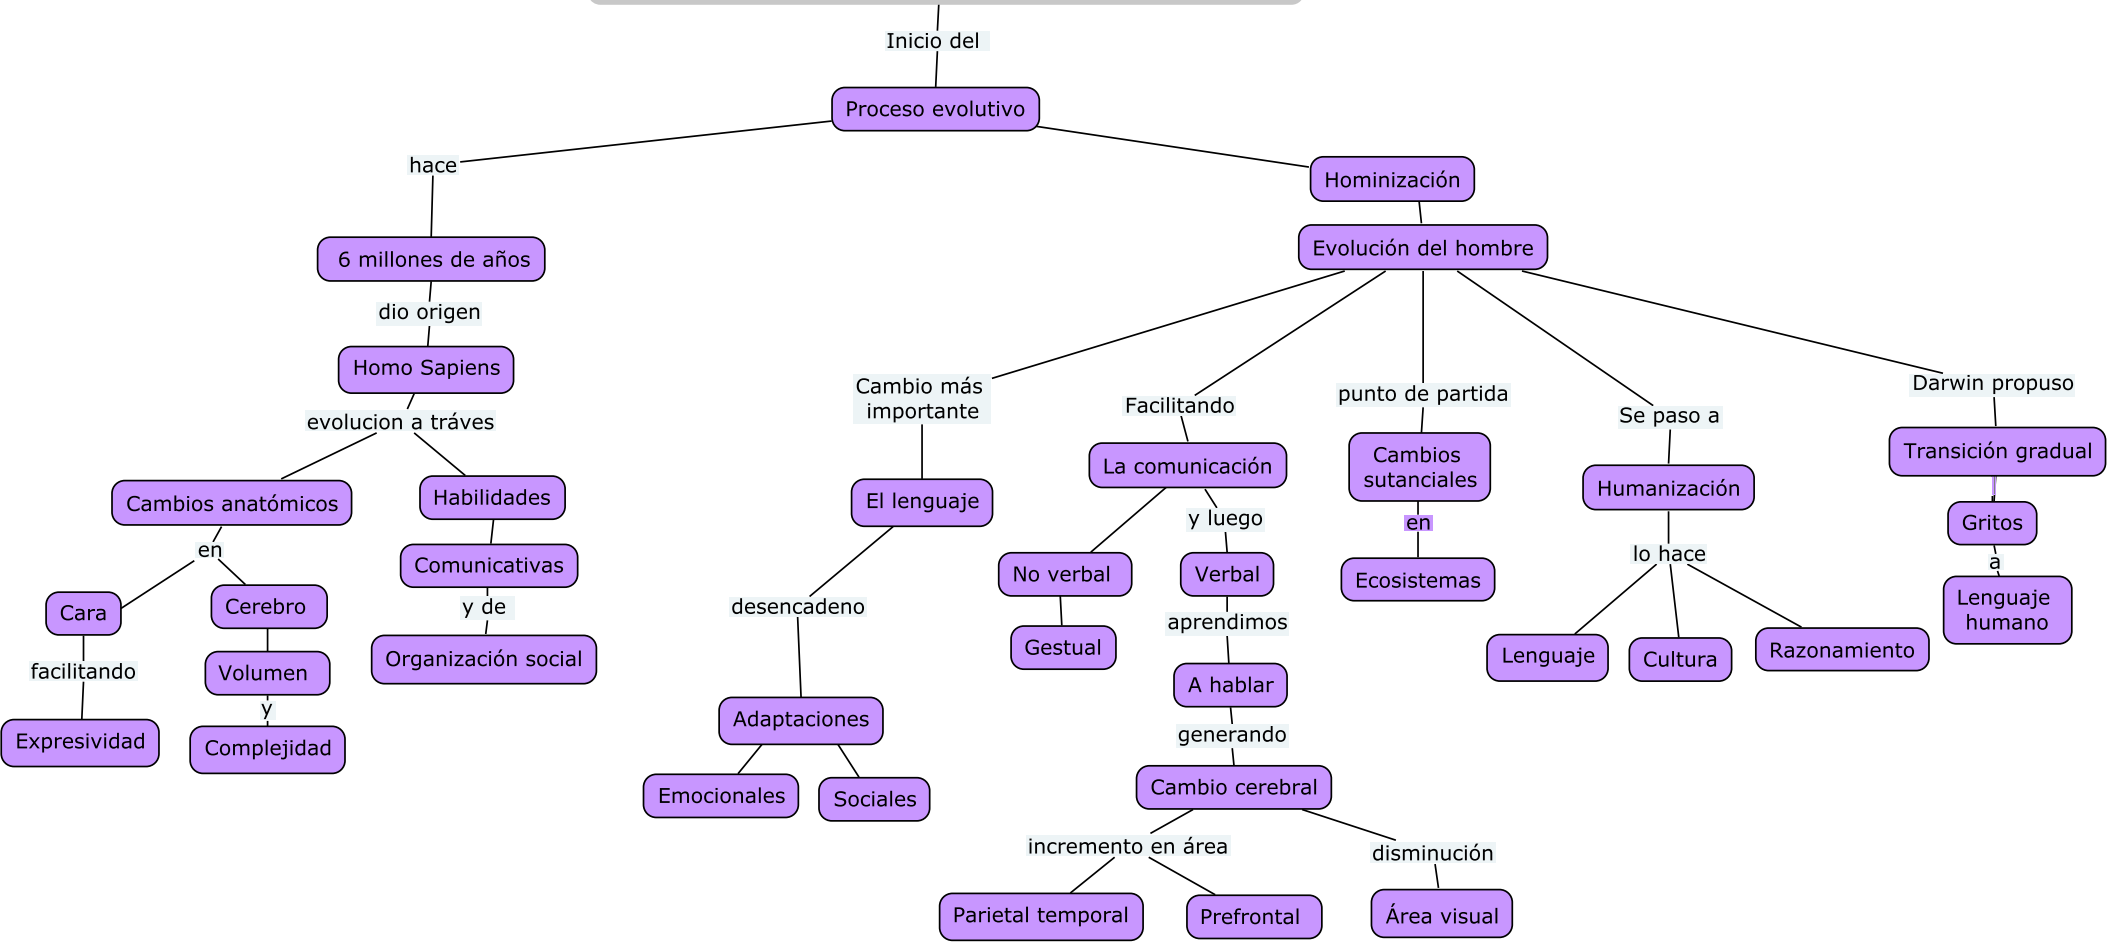 Inicio del
Proceso evolutivo
hace
Hominización
Evolución del hombre
6 millones de años
dio origen
Homo Sapiens
evolucion a tráves
Cambios anatómicos
Habilidades
en
Comunicativas
Cara
Cerebro
y de
facilitando
Volumen
Organización social
y
Expresividad
Complejidad
Cambio más
importante
El lenguaje
desencadeno
Adaptaciones
Emocionales
Sociales
Facilitando
La comunicación
y luego
No verbal
Verbal
Gestual
aprendimos
A hablar
generando
Cambio cerebral
incremento en área
disminución
Parietal temporal
Prefrontal
Área visual
punto de partida
Cambios
sutanciales
en
Ecosistemas
Se paso a
Humanización
lo hace
Lenguaje
Cultura
Razonamiento
Darwin propuso
Transición gradual
Gritos
a
Lenguaje
humano